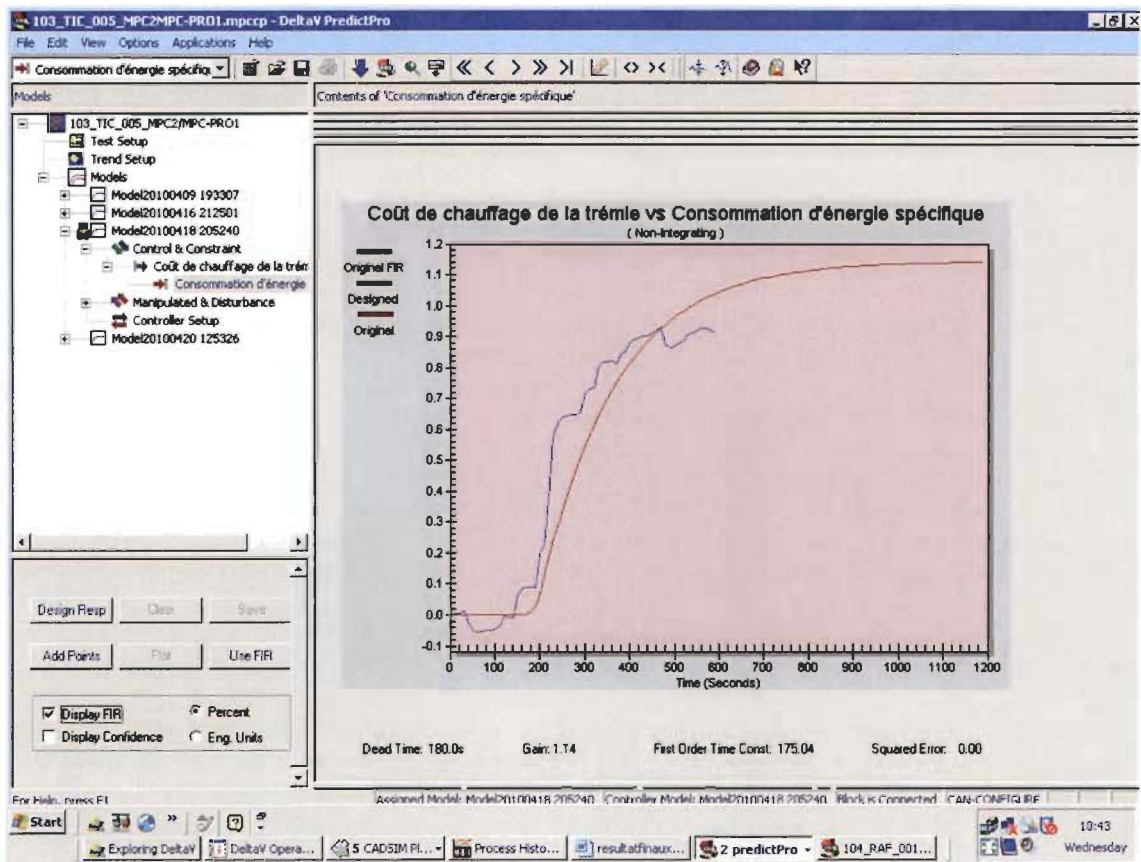 103_TIC_005_MPC2MPC-PRO1.mpccp - DeltaV PredictPro
File Edit View Options Applications Help
Consommation d'énergie spécifiq
Models
Contents of 'Consommation d'énergie spécifique'
103_TIC_005_MPC2/MPC-PRO1
Test Setup
Trend Setup
Models
Model20100409 193307
Model20100416 212501
Model20100418 205240
Control & Constraint
Coût de chauffage de la trém
Consommation d'énergie
Manipulated & Disturbance
Controller Setup
Model20100420 125326
Coût de chauffage de la trémie vs Consommation d'énergie spécifique
( Non-Integrating )
Original FIR
Designed
Original
1.2
1.1
1.0
0.9
0.8
0.7
0.6
0.5
0.4
0.3
0.2
0.1
0.0
-0.1
0 100 200 300 400 500 600 700 800 900 1000 1100 1200
Time (Seconds)
Design Resp Clear Save
Add Points Plot Use FIR
Display FIR Percent
Display Confidence Eng. Units
Dead Time: 180.0s Gain: 1.14 First Order Time Const: 175.04 Squared Error: 0.00
For Help, press F1
Assigned Model: Model20100418 205240 Controller Model: Model20100418 205240 Block is Connected CAN-CONFIGURE
Start
10:43
Exploring DeltaV DeltaV Opera... 5 CADSIM Pl... Process Histo... resultatfinaux... 2 predictPro 104_RAF_001...
Wednesday